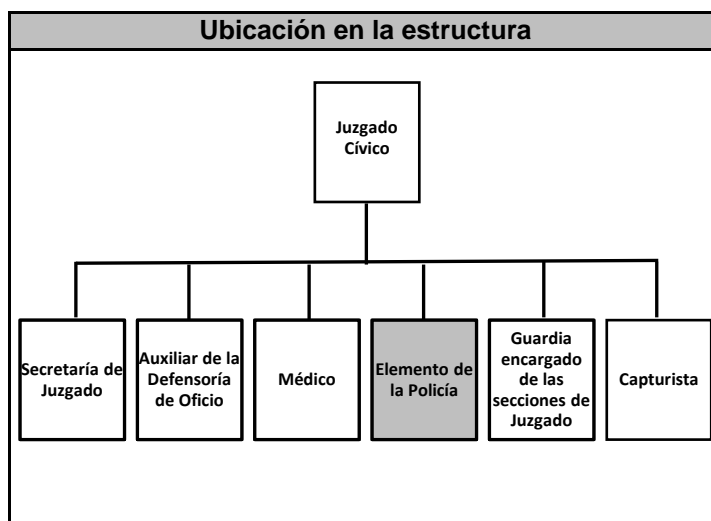 Ubicación en la estructura
Juzgado
Cívico
Secretaría de
Juzgado
Auxiliar de la
Defensoría
de Oficio
Médico
Elemento de
la Policía
Guardia
encargado
de las
secciones de
Juzgado
Capturista